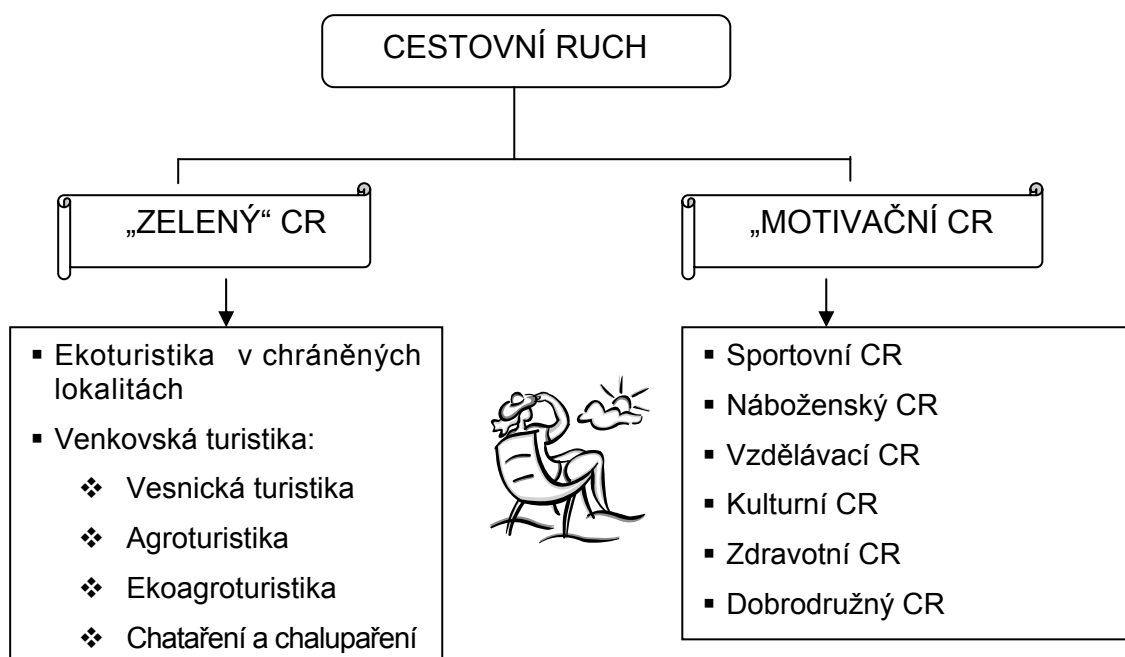 CESTOVNÍ RUCH
„ZELENÝ“ CR
„MOTIVAČNÍ CR
▪ Ekoturistika v chráněných
lokalitách
▪ Venkovská turistika:
❖ Vesnická turistika
❖ Agroturistika
❖ Ekoagroturistika
❖ Chataření a chalupaření
▪ Sportovní CR
▪ Náboženský CR
▪ Vzdělávací CR
▪ Kulturní CR
▪ Zdravotní CR
▪ Dobrodružný CR